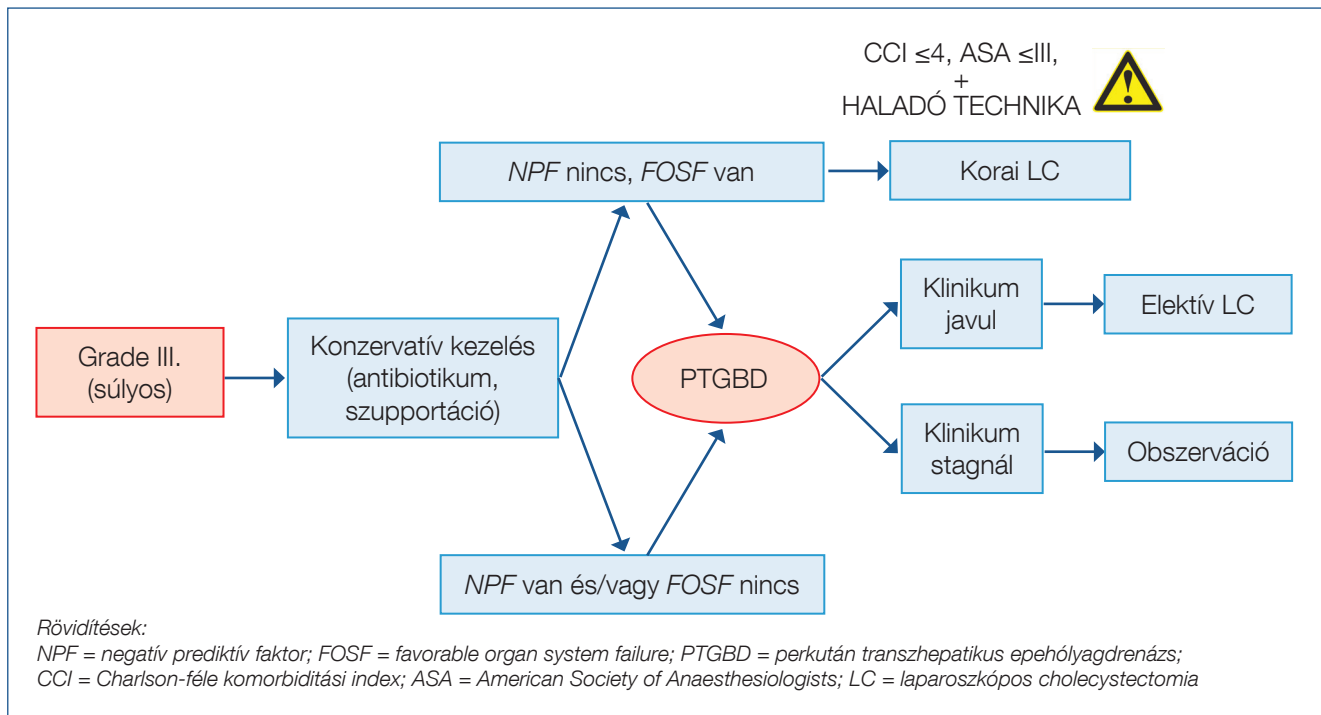 CCI ≤4, ASA ≤III,
+
HALADÓ TECHNIKA
NPF nincs, FOSF van
Korai LC
Grade III.
(súlyos)
Konzervatív kezelés
(antibiotikum,
szupportáció)
PTGBD
Klinikum
javul
Elektív LC
Klinikum
stagnál
Obszerváció
NPF van és/vagy FOSF nincs
Rövidítések:
NPF = negatív prediktív faktor; FOSF = favorable organ system failure; PTGBD = perkután transzhepatikus epehólyagdrenázs;
CCI = Charlson-féle komorbiditási index; ASA = American Society of Anaesthesiologists; LC = laparoszkópos cholecystectomia